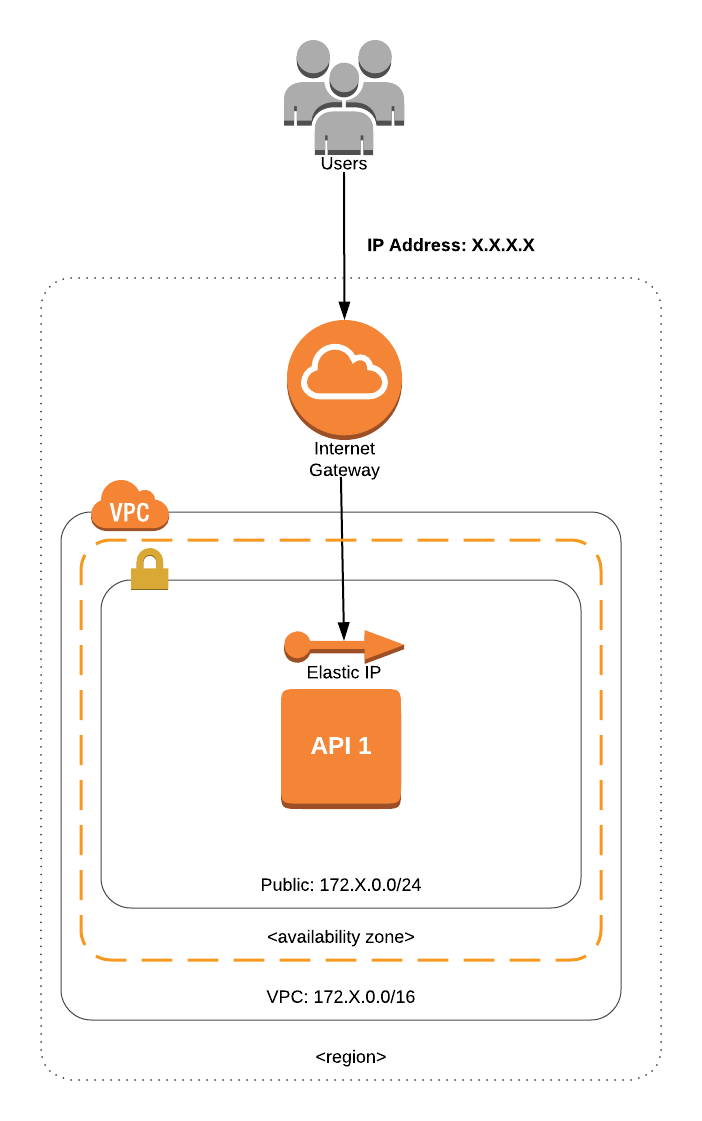 Users
IP Address: X.X.X.X
Internet
Gateway
VPC
Elastic IP
API 1
Public: 172.X.0.0/24
<availability zone>
VPC: 172.X.0.0/16
<region>